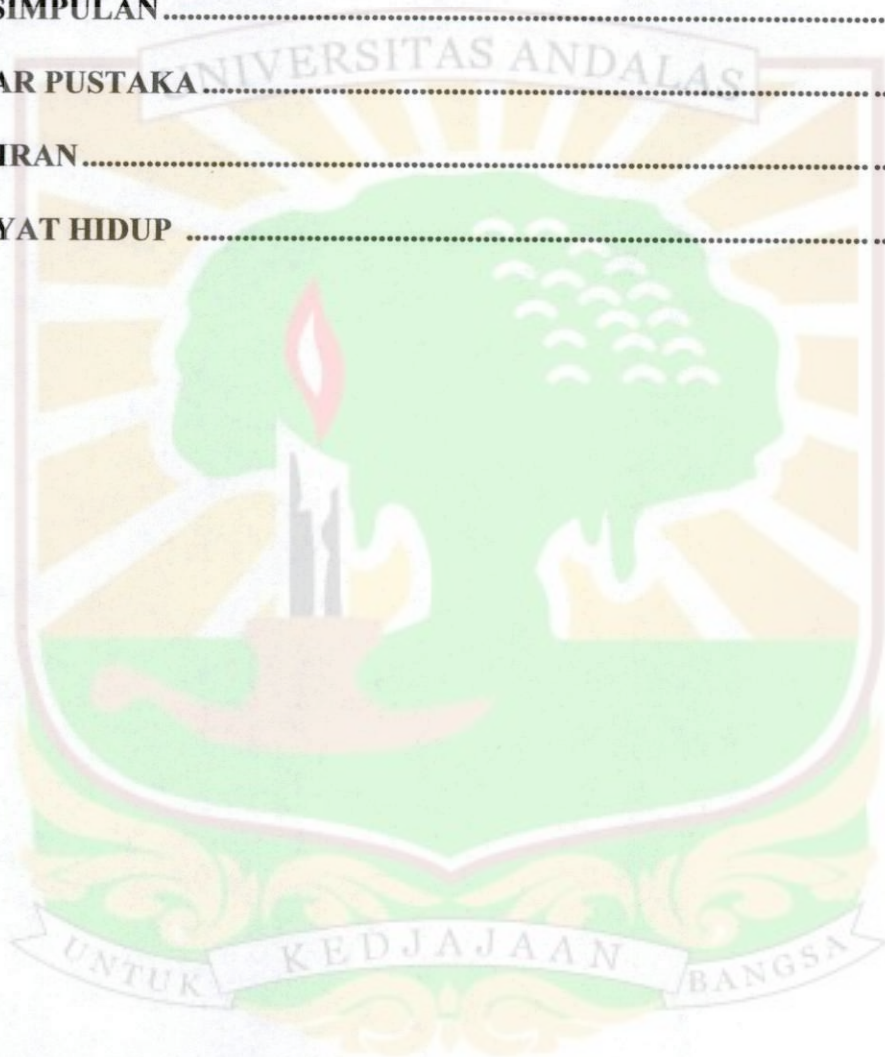 SIMPULAN..........
UNIVERSITAS ANDALAS
AR PUSTAKA..........
IRAN..........
YAT HIDUP ..........
UNTUK KEDJAJAAN BANGSA